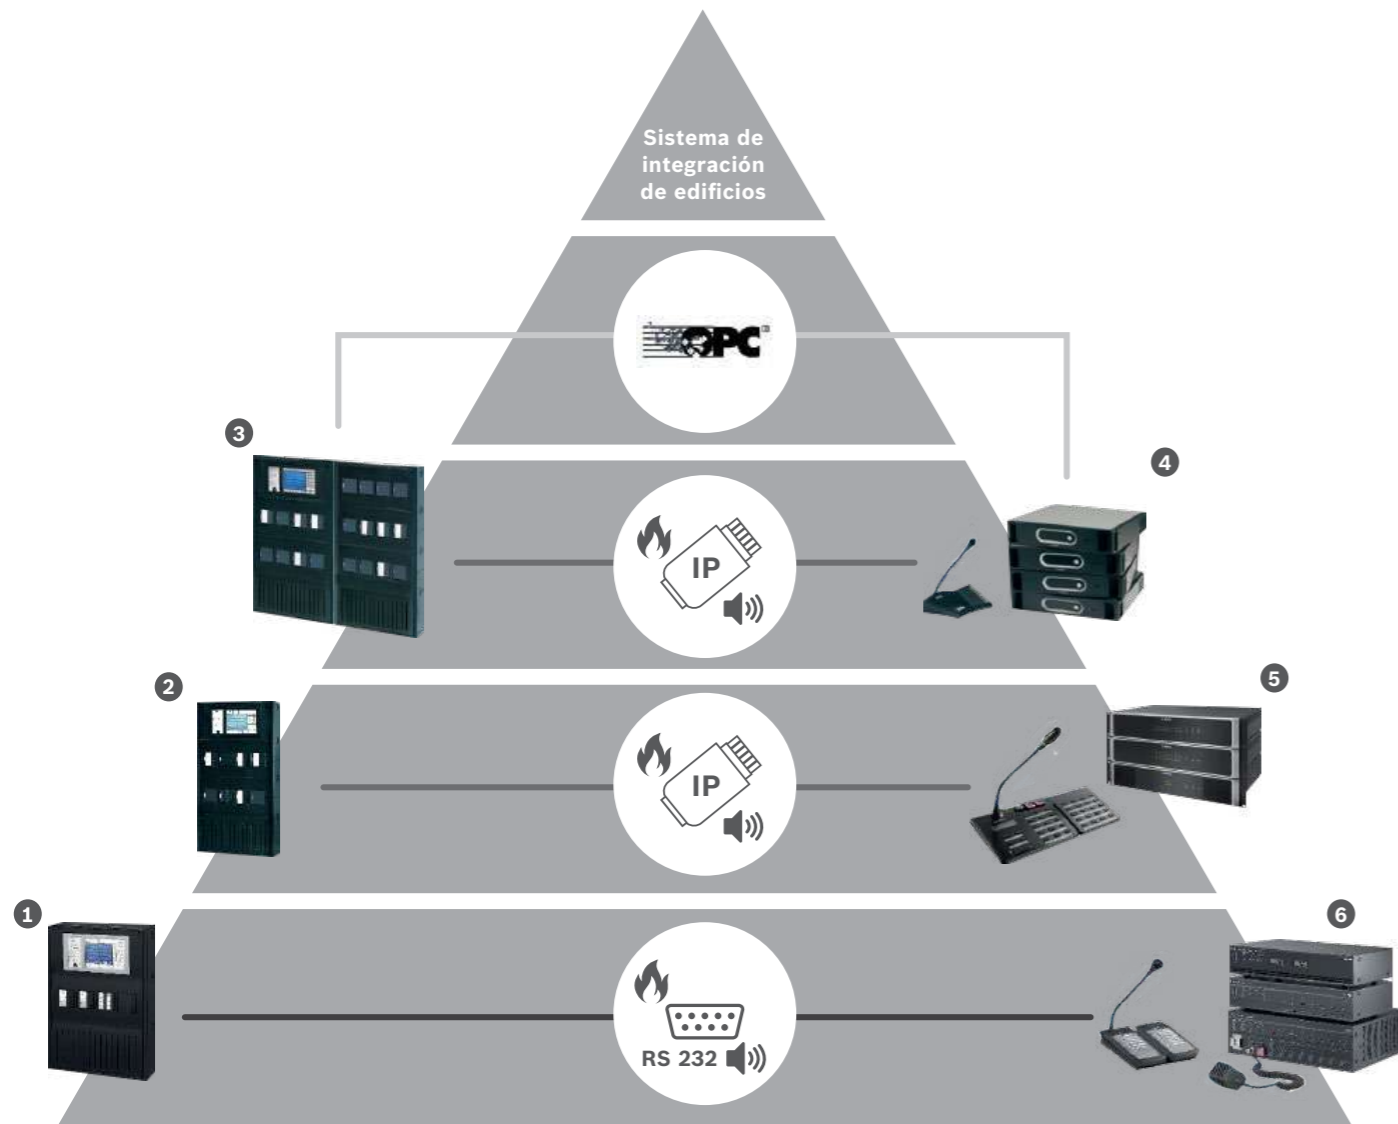 Sistema de
integración
de edificios
OPC
3
4
IP
2
5
IP
1
6
RS 232